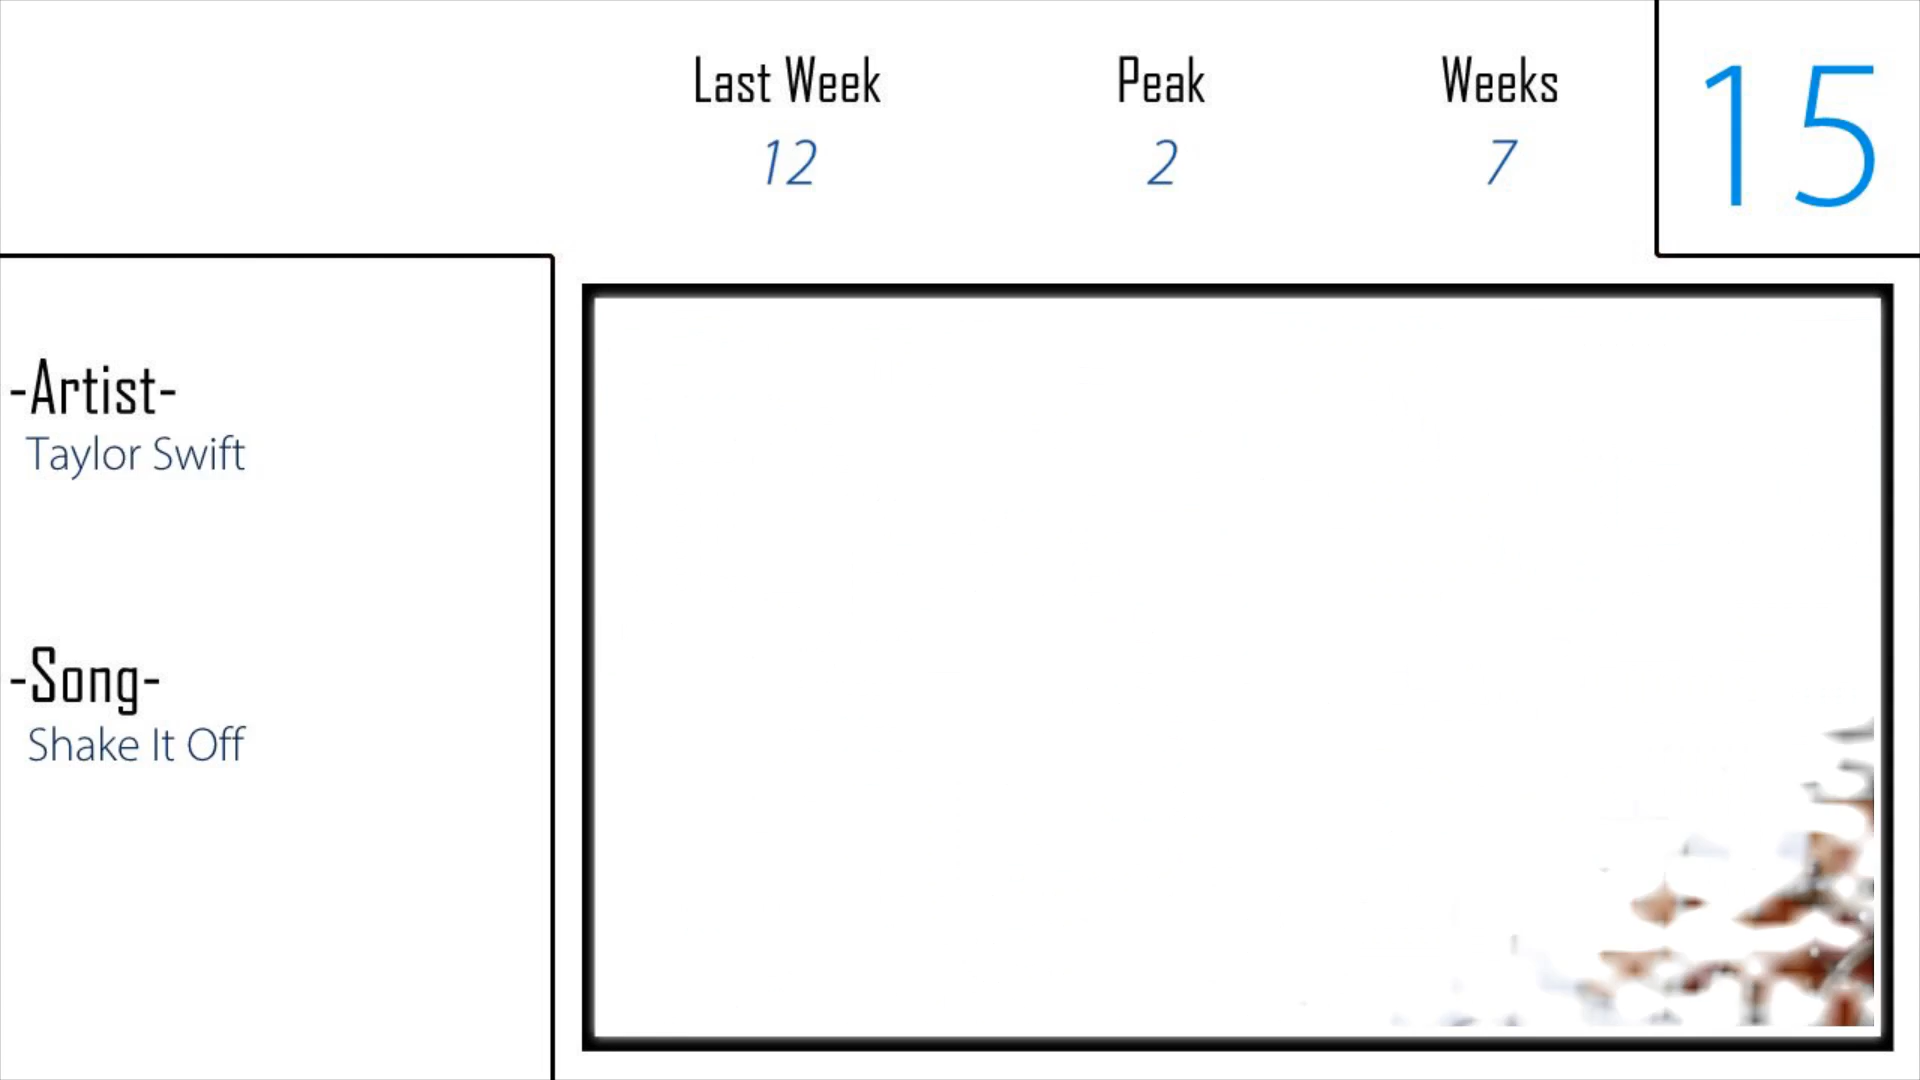 Last Week Peak Weeks 15
12 2 7
-Artist-
Taylor Swift
-Song-
Shake It Off